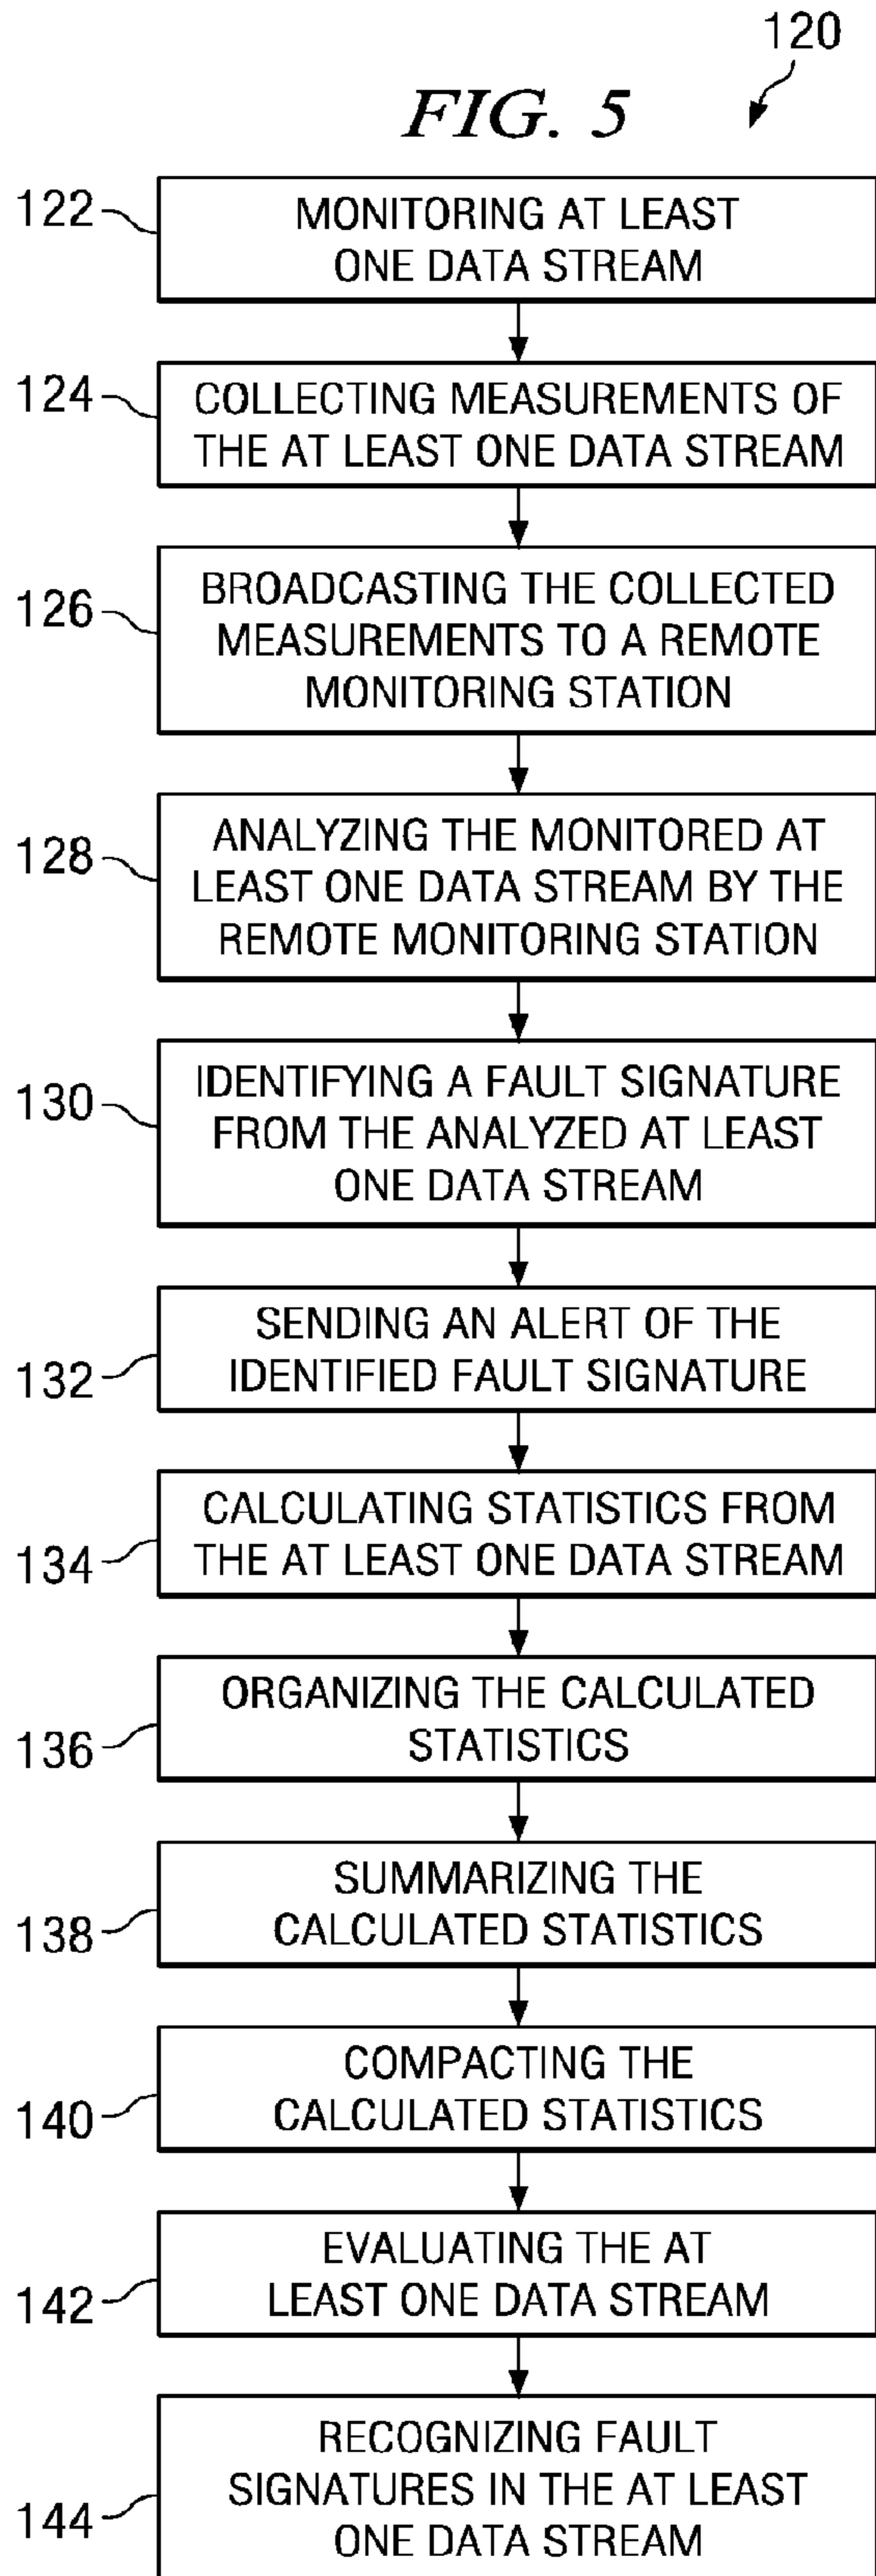 120
FIG. 5
122
MONITORING AT LEAST
ONE DATA STREAM
124
COLLECTING MEASUREMENTS OF
THE AT LEAST ONE DATA STREAM
126
BROADCASTING THE COLLECTED
MEASUREMENTS TO A REMOTE
MONITORING STATION
128
ANALYZING THE MONITORED AT
LEAST ONE DATA STREAM BY THE
REMOTE MONITORING STATION
130
IDENTIFYING A FAULT SIGNATURE
FROM THE ANALYZED AT LEAST
ONE DATA STREAM
132
SENDING AN ALERT OF THE
IDENTIFIED FAULT SIGNATURE
134
CALCULATING STATISTICS FROM
THE AT LEAST ONE DATA STREAM
136
ORGANIZING THE CALCULATED
STATISTICS
138
SUMMARIZING THE
CALCULATED STATISTICS
140
COMPACTING THE
CALCULATED STATISTICS
142
EVALUATING THE AT
LEAST ONE DATA STREAM
144
RECOGNIZING FAULT
SIGNATURES IN THE AT LEAST
ONE DATA STREAM